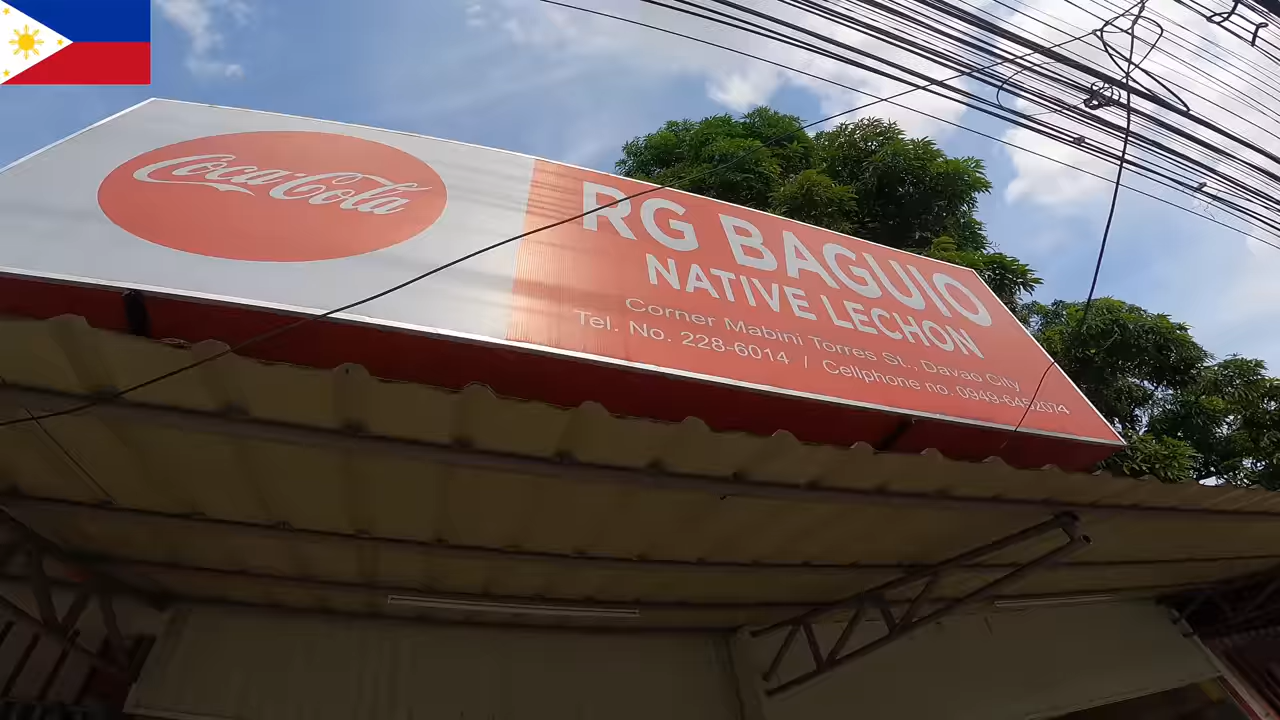 Coca-Cola
RG BAGUIO
NATIVE LECHON
Corner Mabini Torres St., Davao City
Tel. No. 228-6014 / Cellphone no. 0949-6452074